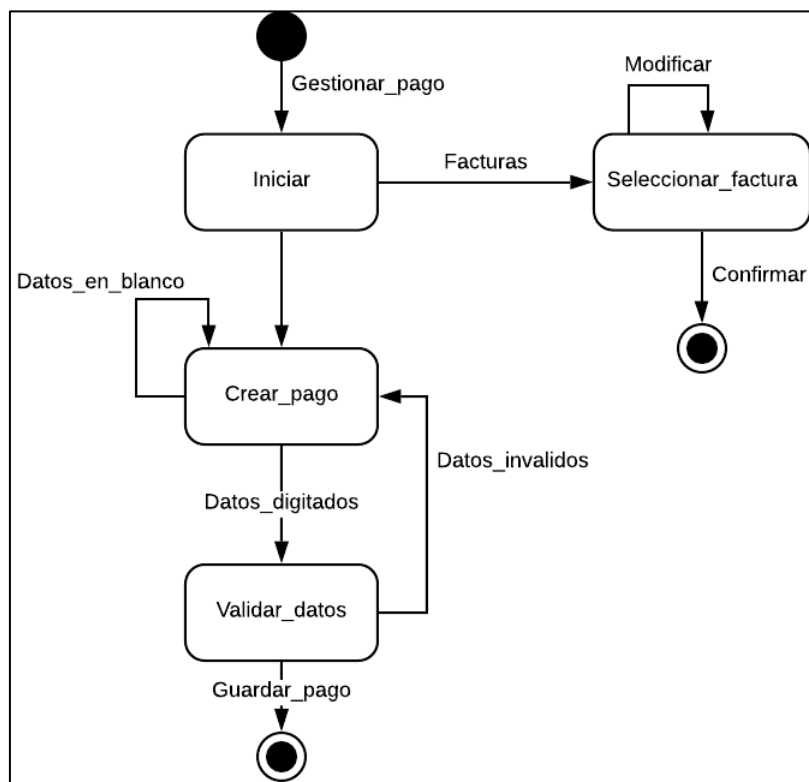 Gestionar_pago
Modificar
Iniciar
Facturas
Seleccionar_factura
Datos_en_blanco
Confirmar
Crear_pago
Datos_invalidos
Datos_digitados
Validar_datos
Guardar_pago